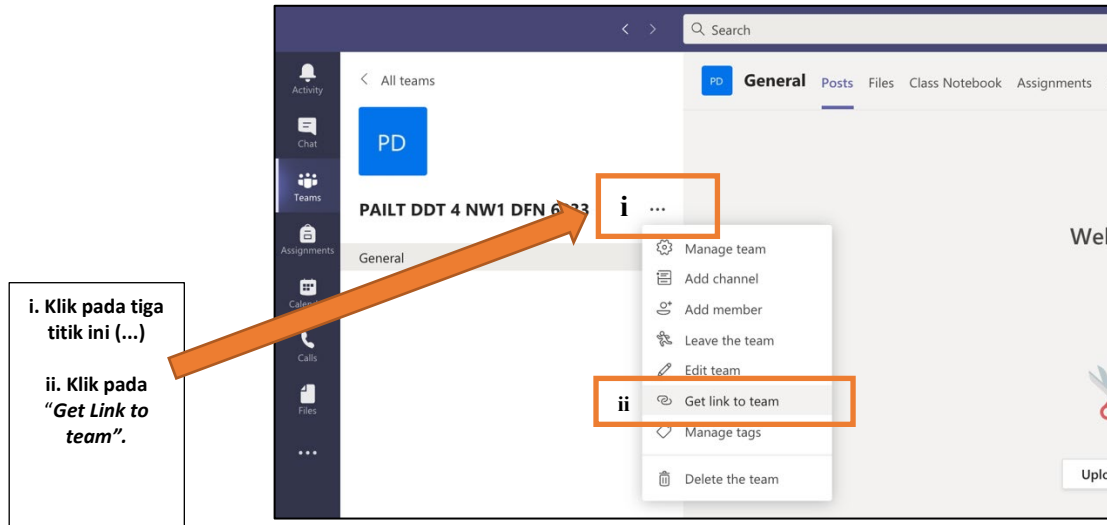 Search
Activity
Chat
Teams
Assignments
Calls
Files
All teams
PD
PAILT DDT 4 NW1 DFN
General
PD
General Posts Files Class Notebook Assignments
i
...
Manage team
Add channel
Add member
Leave the team
Edit team
ii
Get link to team
Manage tags
Delete the team
i. Klik pada tiga
titik ini (...)
ii. Klik pada
“Get Link to
team”.